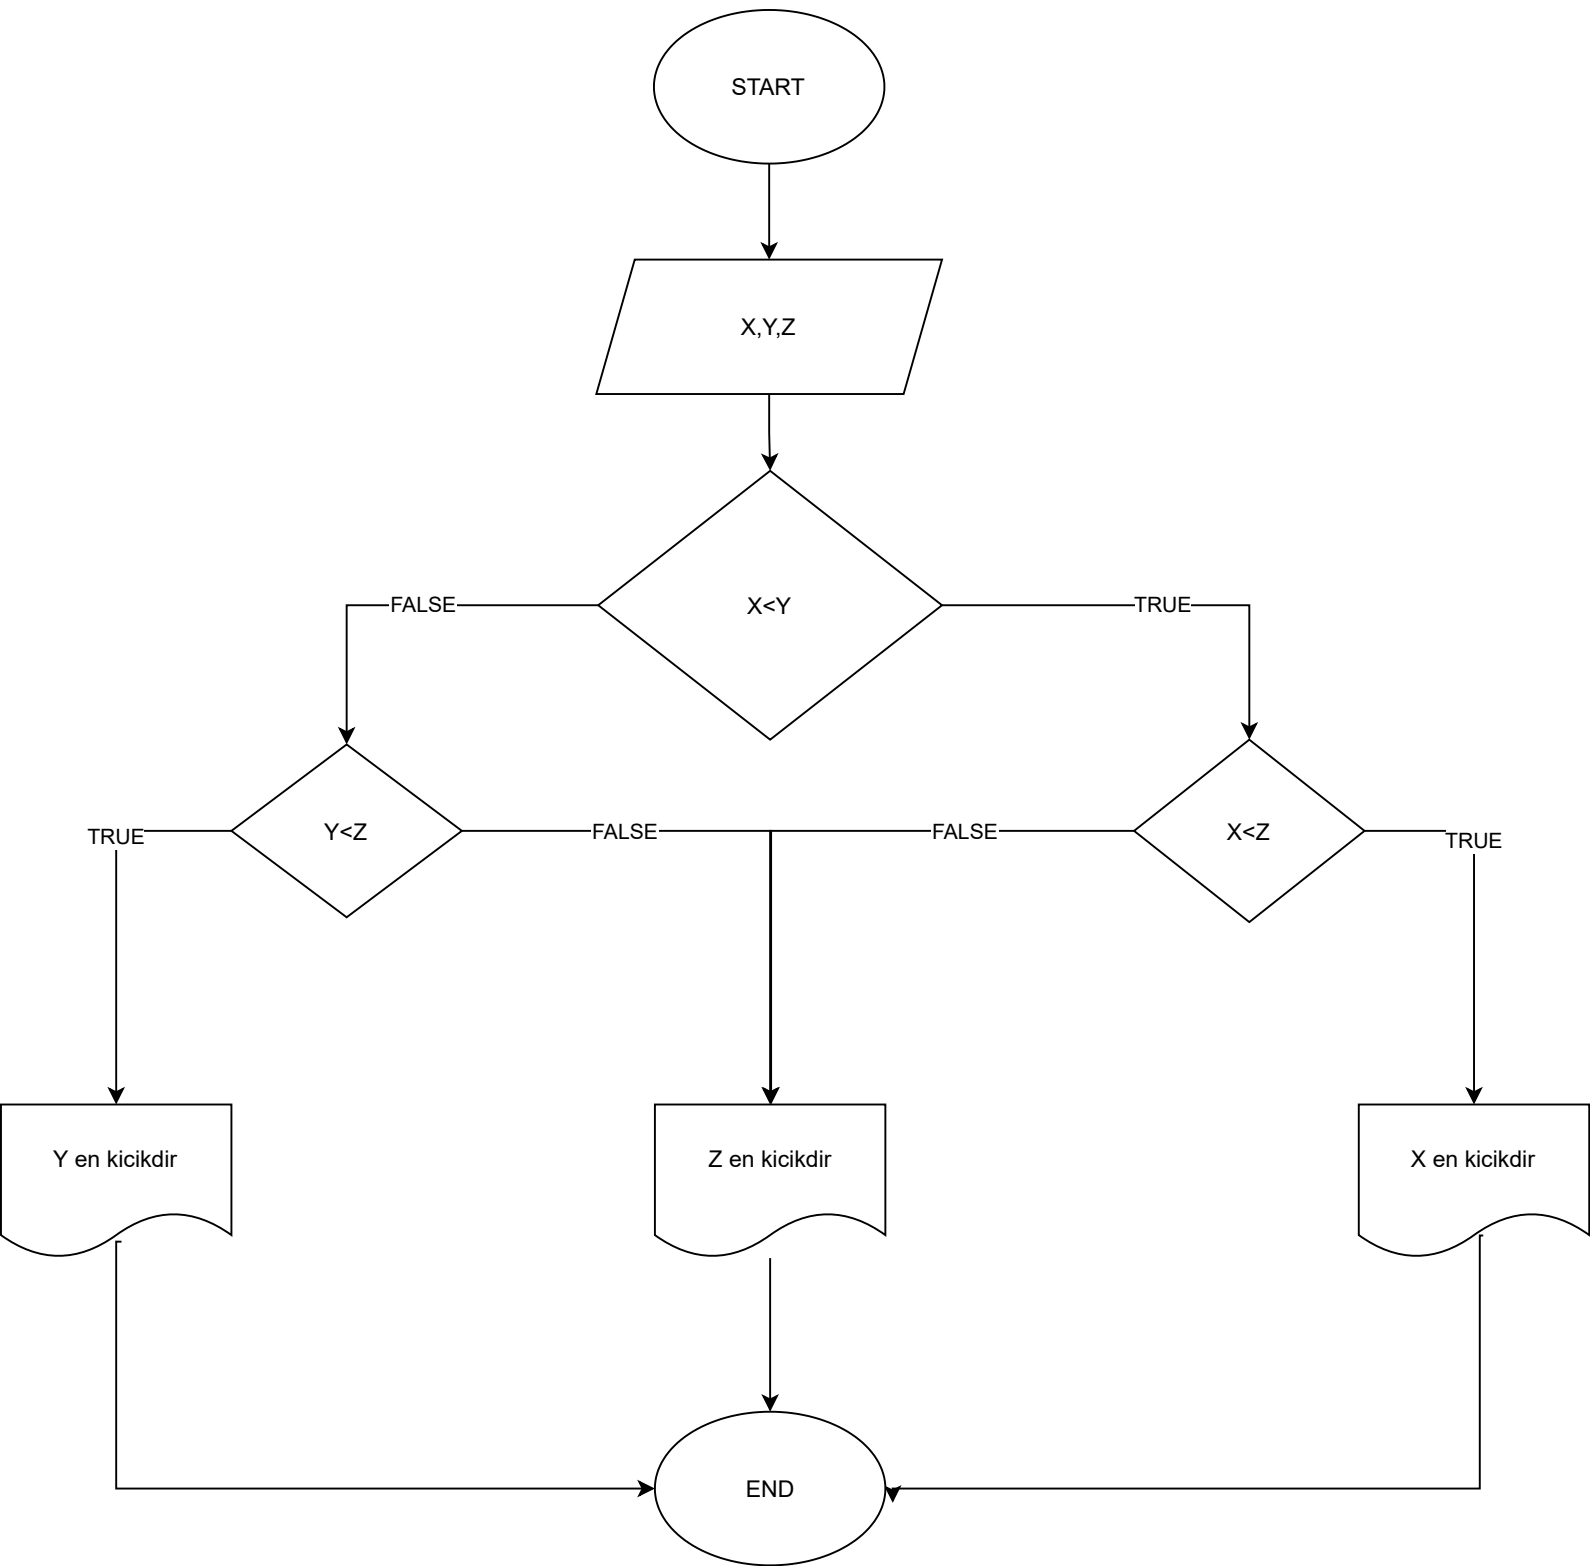 START
X,Y,Z
X<Y
FALSE
TRUE
Y<Z
X<Z
TRUE
FALSE
FALSE
TRUE
Y en kicikdir
Z en kicikdir
X en kicikdir
END